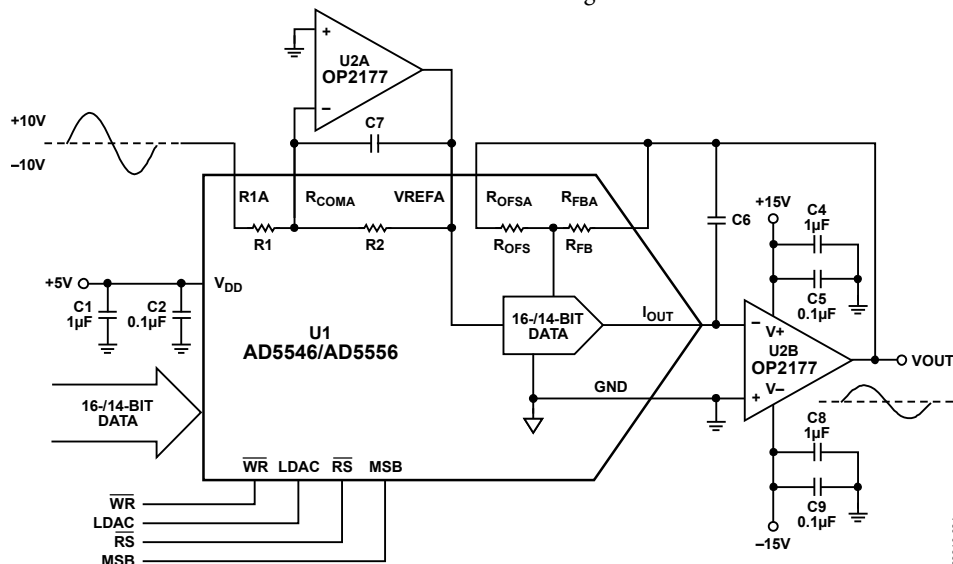 U2A
OP2177
+
−
C7
+10V
−10V
R1A
RCOMA
VREFA
ROFSA
RFBA
R1
R2
ROFS
RFB
C6
+15V
C4
1µF
C5
0.1µF
+5V
C1
1µF
C2
0.1µF
VDD
U1
AD5546/AD5556
16-/14-BIT
DATA
IOUT
GND
−
V+
U2B
OP2177
+
V−
VOUT
16-/14-BIT
DATA
C8
1µF
C9
0.1µF
−15V
WR LDAC RS MSB
WR
LDAC
RS
MSB